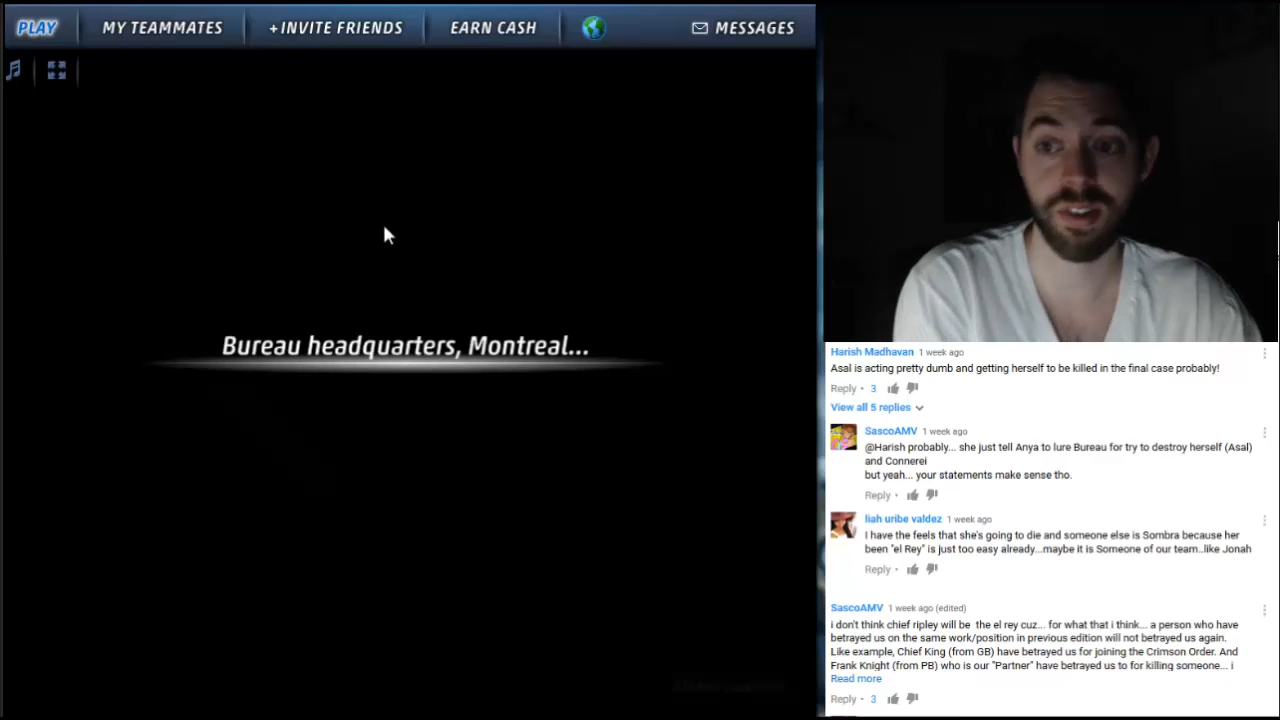 PLAY
MY TEAMMATES
+INVITE FRIENDS
EARN CASH
MESSAGES
Bureau headquarters, Montreal...
Harish Madhavan 1 week ago
Asal is acting pretty dumb and getting herself to be killed in the final case probably!
Reply • 3
View all 5 replies
SascoAMV 1 week ago
@Harish probably... she just tell Anya to lure Bureau for try to destroy herself (Asal)
and Connerei
but yeah... your statements make sense tho.
Reply •
liah uribe valdez 1 week ago
I have the feels that she's going to die and someone else is Sombra because her
been "el Rey" is just too easy already...maybe it is Someone of our team..like Jonah
Reply •
SascoAMV 1 week ago (edited)
i don't think chief ripley will be the el rey cuz... for what that i think... a person who have
betrayed us on the same work/position in previous edition will not betrayed us again.
Like example, Chief King (from GB) have betrayed us for joining the Crimson Order. And
Frank Knight (from PB) who is our "Partner" have betrayed us to for killing someone... i
Read more
Reply • 3